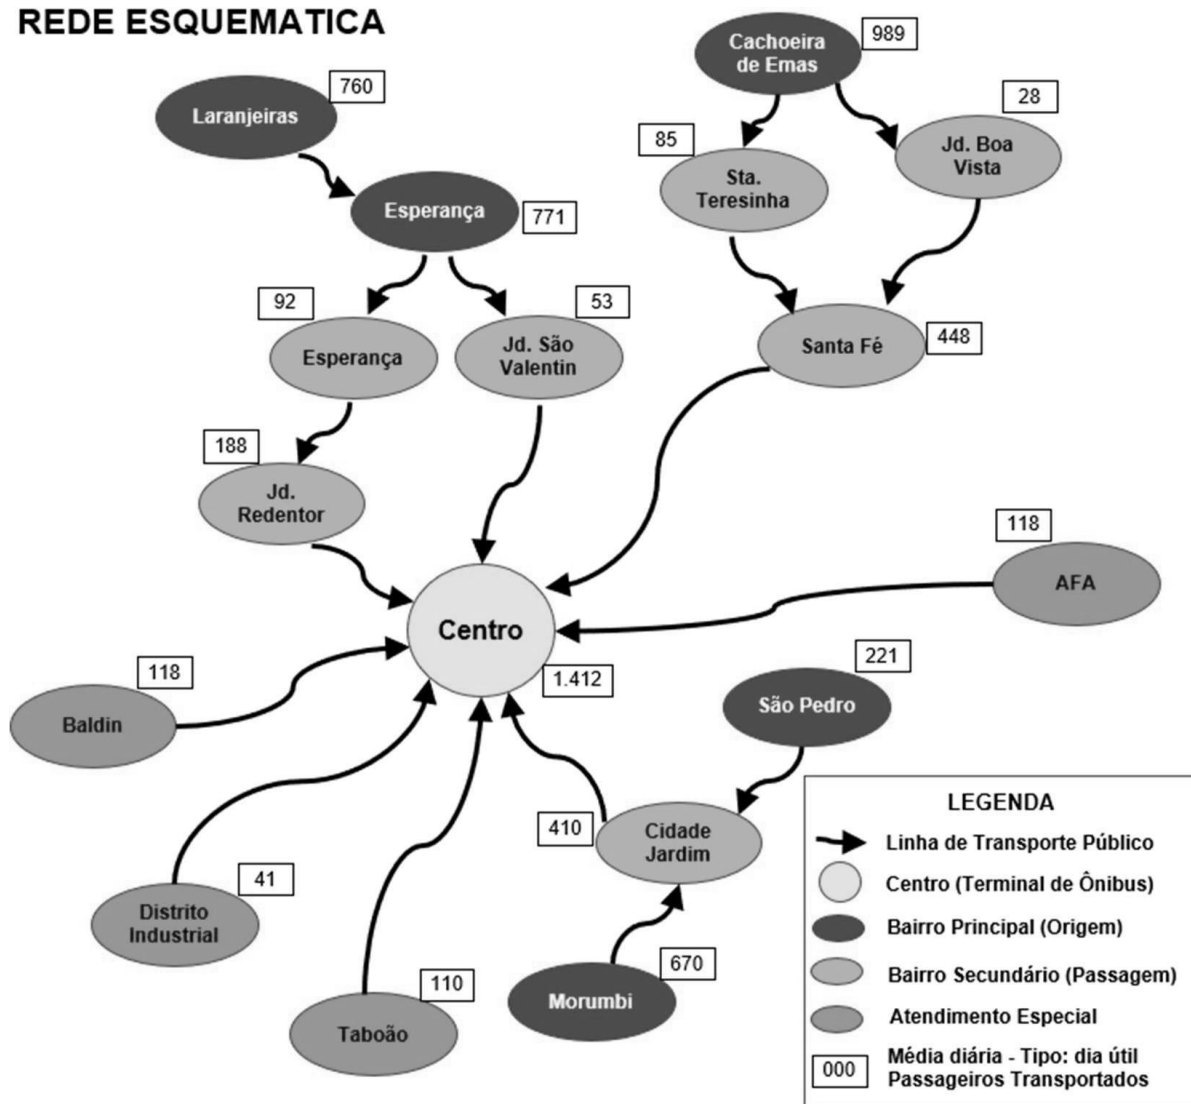 REDE ESQUEMATICA
Cachoeira
de Emas
989
Laranjeiras
760
28
Jd. Boa
Vista
85
Sta.
Teresinha
Esperança
771
92
Esperança
53
Jd. São
Valentin
Santa Fé
448
188
Jd.
Redentor
118
AFA
Centro
1.412
118
Baldin
221
São Pedro
410
Cidade
Jardim
41
Distrito
Industrial
110
Taboão
670
Morumbi
LEGENDA
Linha de Transporte Público
Centro (Terminal de Ônibus)
Bairro Principal (Origem)
Bairro Secundário (Passagem)
Atendimento Especial
000
Média diária - Tipo: dia útil
Passageiros Transportados